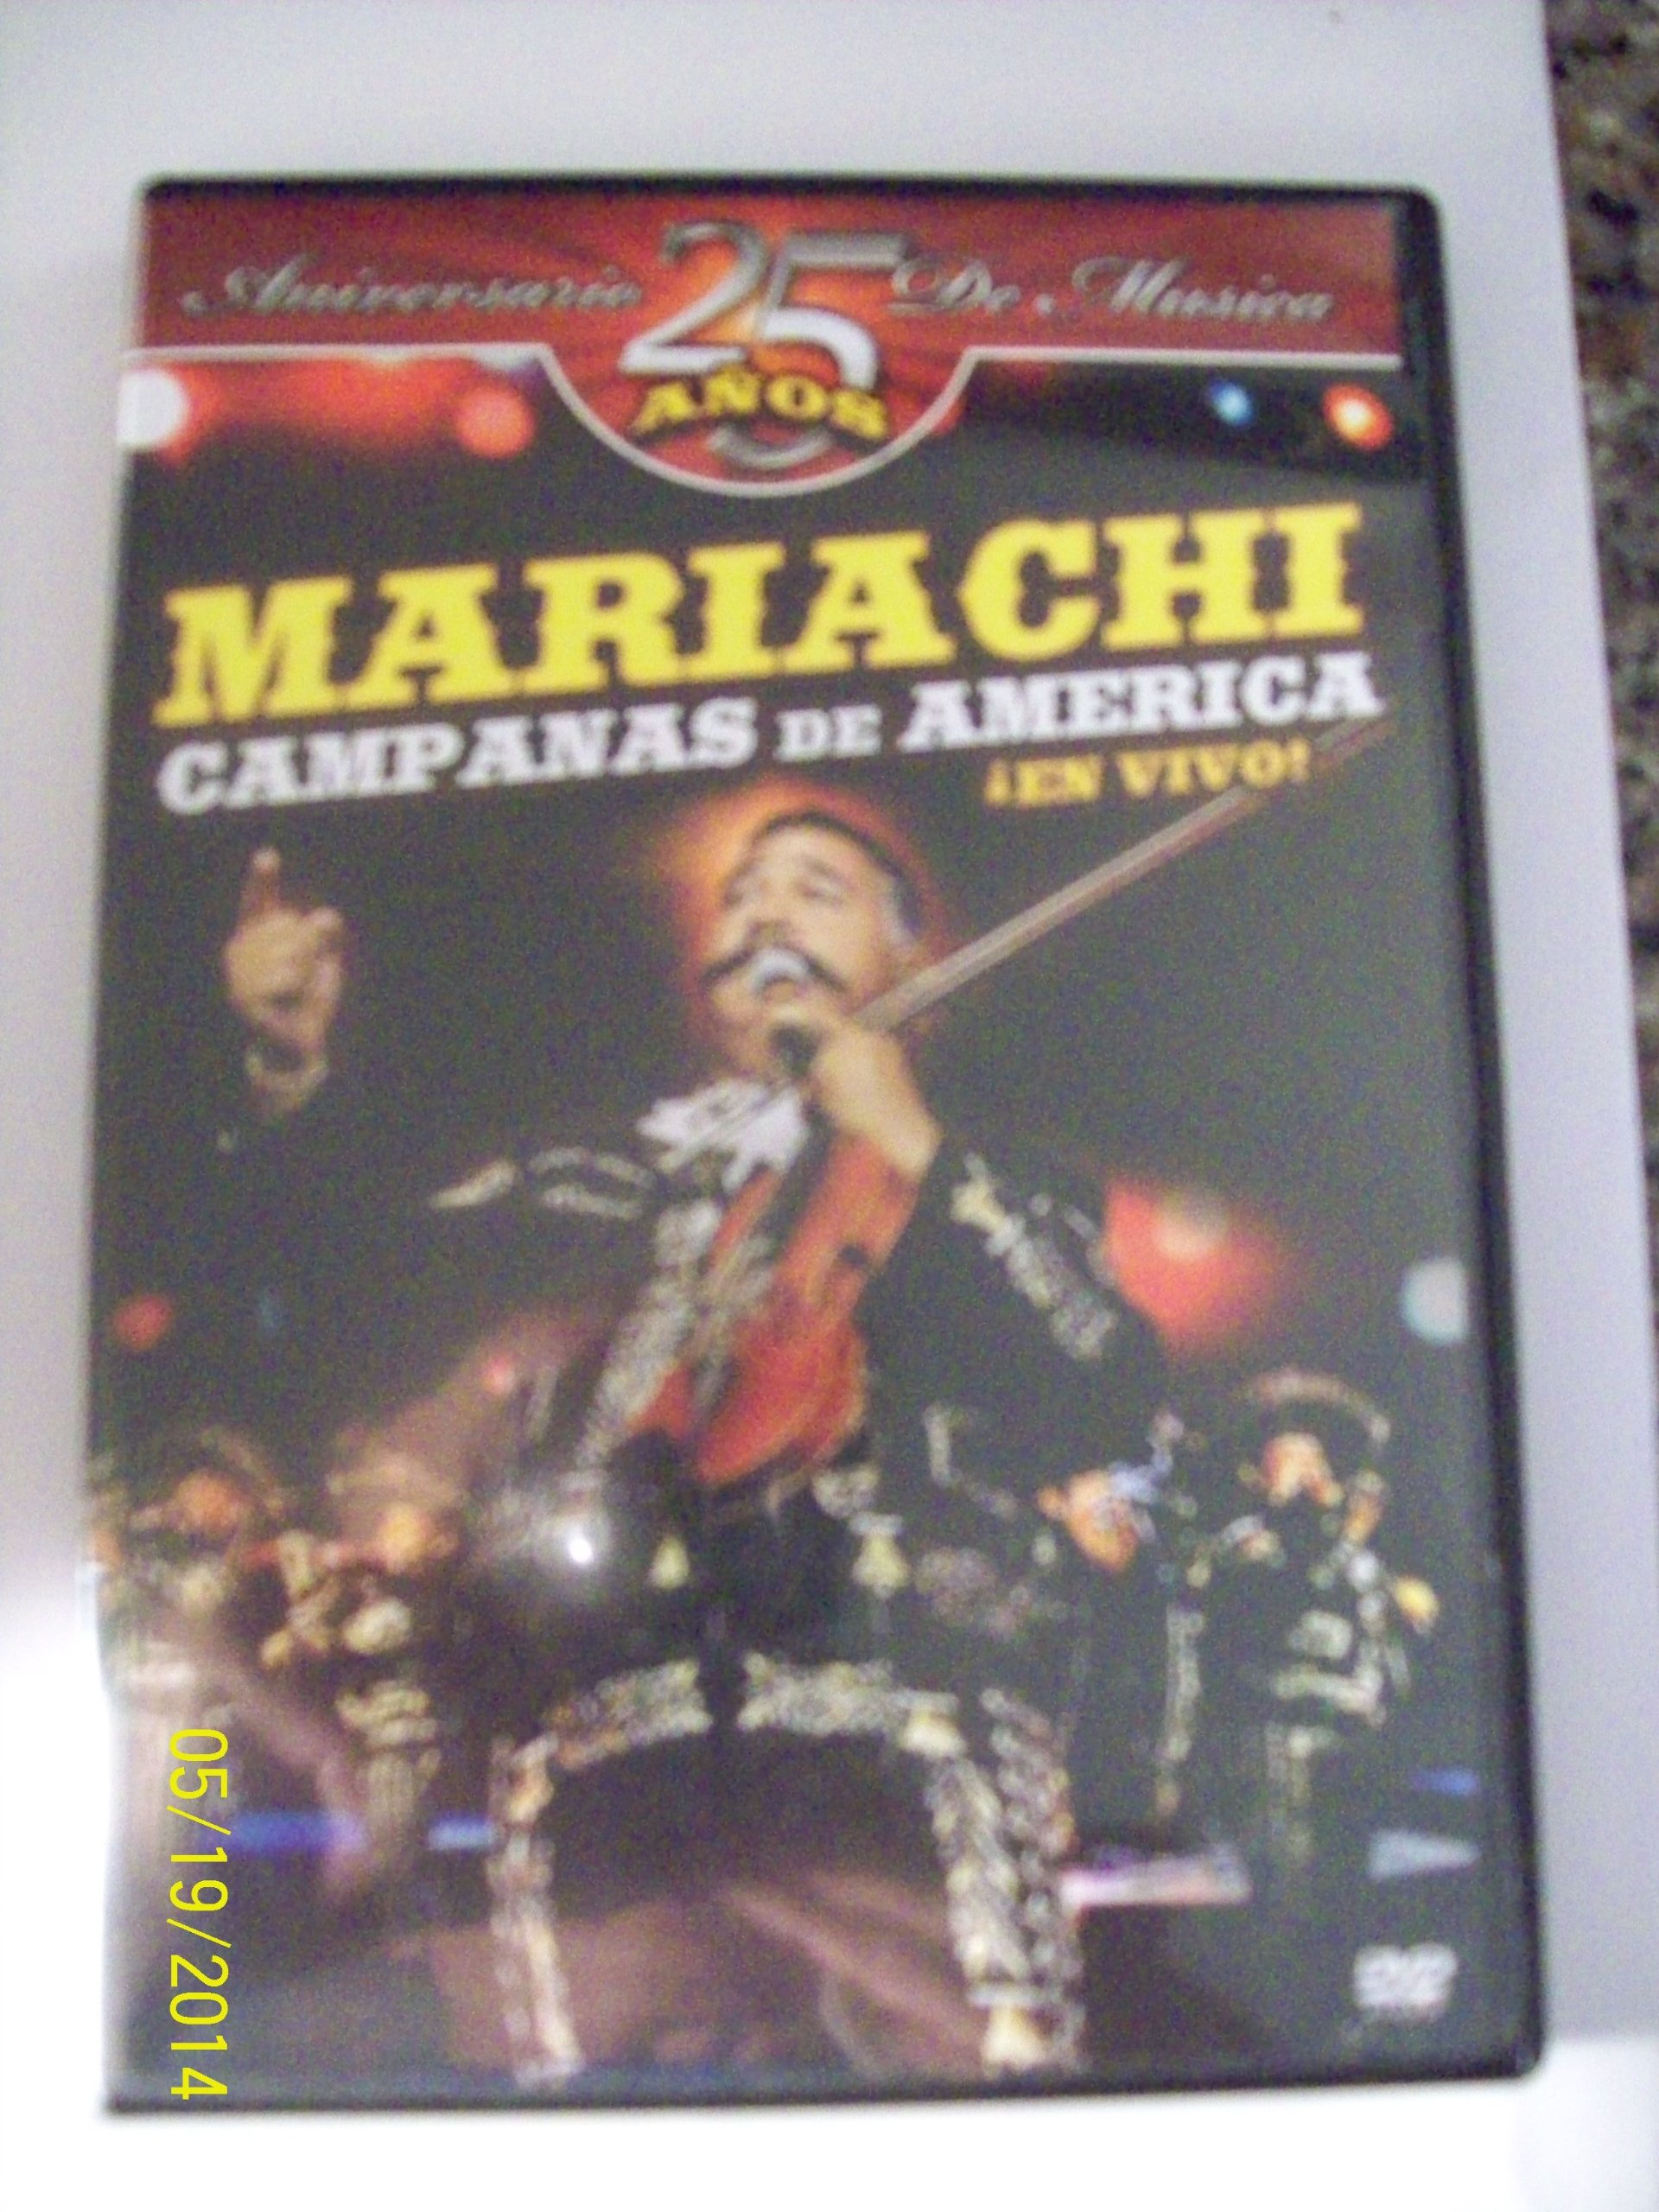 Aniversario 25 De Musica
AÑOS
MARIACHI
CAMPANAS DE AMERICA
¡EN VIVO!
DVD
05/19/2014